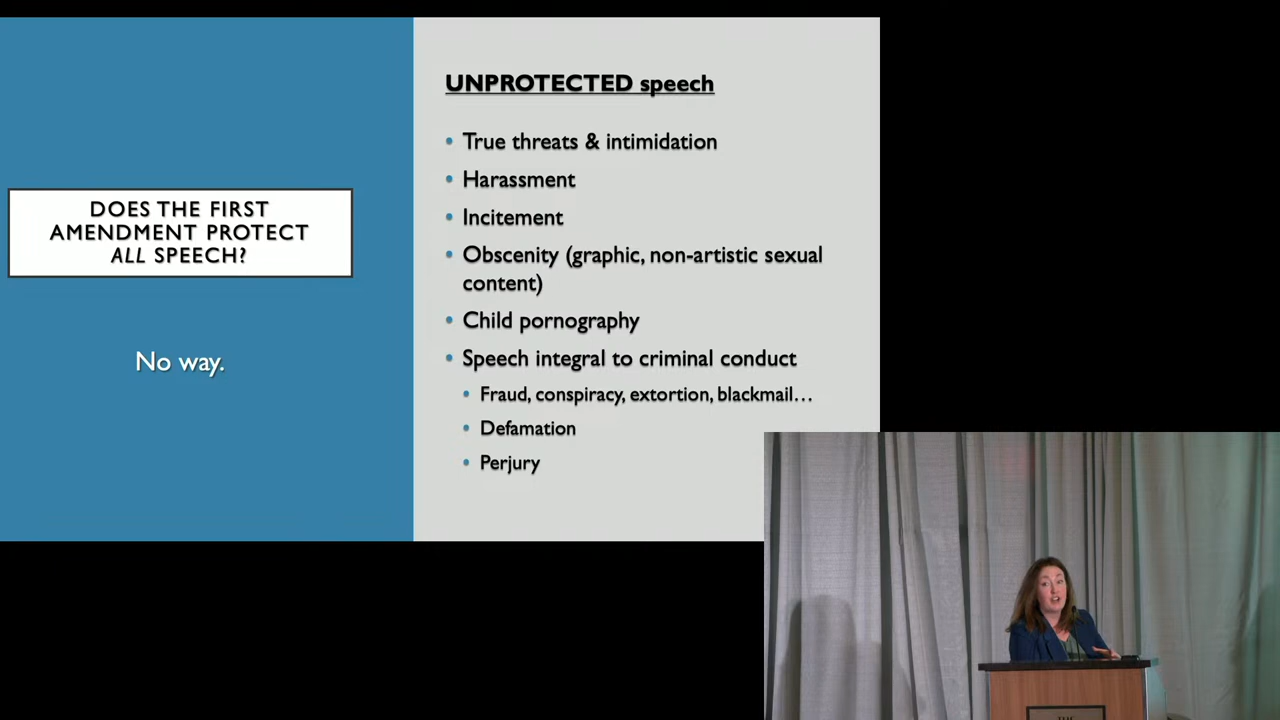 DOES THE FIRST
AMENDMENT PROTECT
ALL SPEECH?
No way.
UNPROTECTED speech
• True threats & intimidation
• Harassment
• Incitement
• Obscenity (graphic, non-artistic sexual
content)
• Child pornography
• Speech integral to criminal conduct
• Fraud, conspiracy, extortion, blackmail…
• Defamation
• Perjury
THE